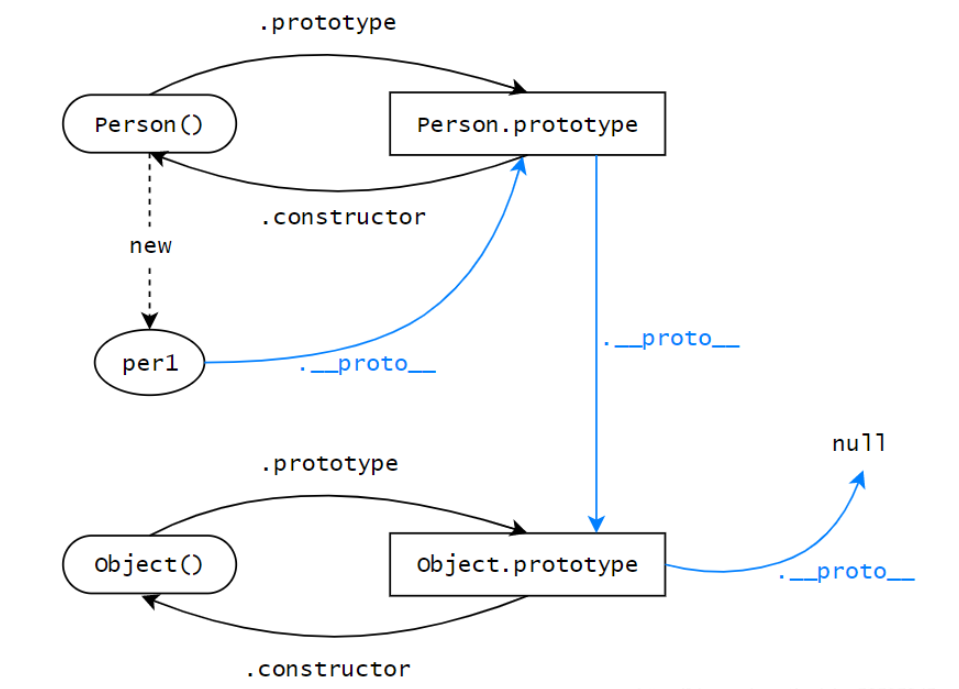 .prototype
Person()
Person.prototype
.constructor
new
.__proto__
per1
.__proto__
null
.prototype
Object()
Object.prototype
.__proto__
.constructor